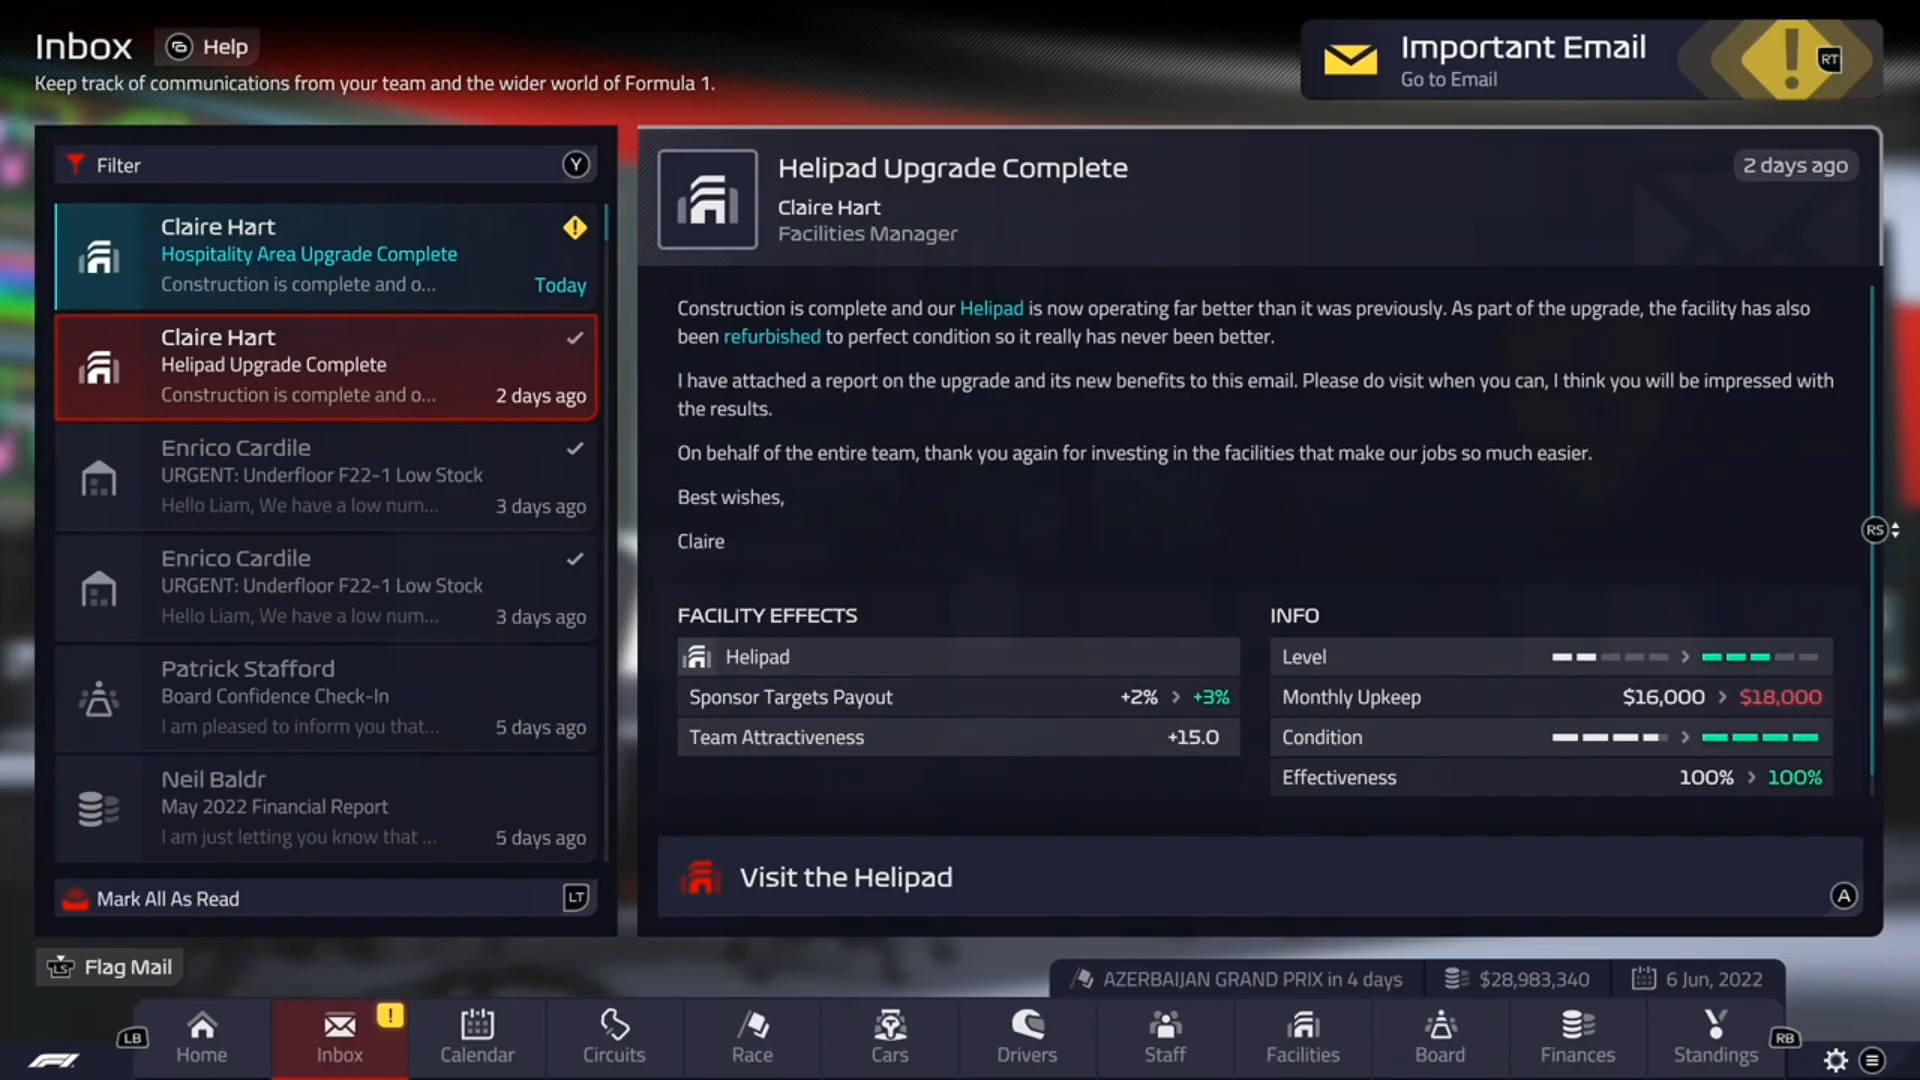 Inbox
Help
Keep track of communications from your team and the wider world of Formula 1.
Important Email
Go to Email
RT
Filter
Y
Claire Hart
Hospitality Area Upgrade Complete
Construction is complete and o...
Today
Claire Hart
Helipad Upgrade Complete
Construction is complete and o...
2 days ago
Enrico Cardile
URGENT: Underfloor F22-1 Low Stock
Hello Liam, We have a low num...
3 days ago
Enrico Cardile
URGENT: Underfloor F22-1 Low Stock
Hello Liam, We have a low num...
3 days ago
Patrick Stafford
Board Confidence Check-In
I am pleased to inform you that...
5 days ago
Neil Baldr
May 2022 Financial Report
I am just letting you know that ...
5 days ago
Mark All As Read
LT
LS
Flag Mail
Helipad Upgrade Complete
2 days ago
Claire Hart
Facilities Manager
Construction is complete and our Helipad is now operating far better than it was previously. As part of the upgrade, the facility has also
been refurbished to perfect condition so it really has never been better.
I have attached a report on the upgrade and its new benefits to this email. Please do visit when you can, I think you will be impressed with
the results.
On behalf of the entire team, thank you again for investing in the facilities that make our jobs so much easier.
Best wishes,
Claire
RS
FACILITY EFFECTS
Helipad
Sponsor Targets Payout +2% > +3%
Team Attractiveness +15.0
INFO
Level >
Monthly Upkeep $16,000 > $18,000
Condition >
Effectiveness 100% > 100%
Visit the Helipad
A
AZERBAIJAN GRAND PRIX in 4 days
$28,983,340
6 Jun, 2022
F1
LB
Home
Inbox
!
Calendar
Circuits
Race
Cars
Drivers
Staff
Facilities
Board
Finances
Standings
RB